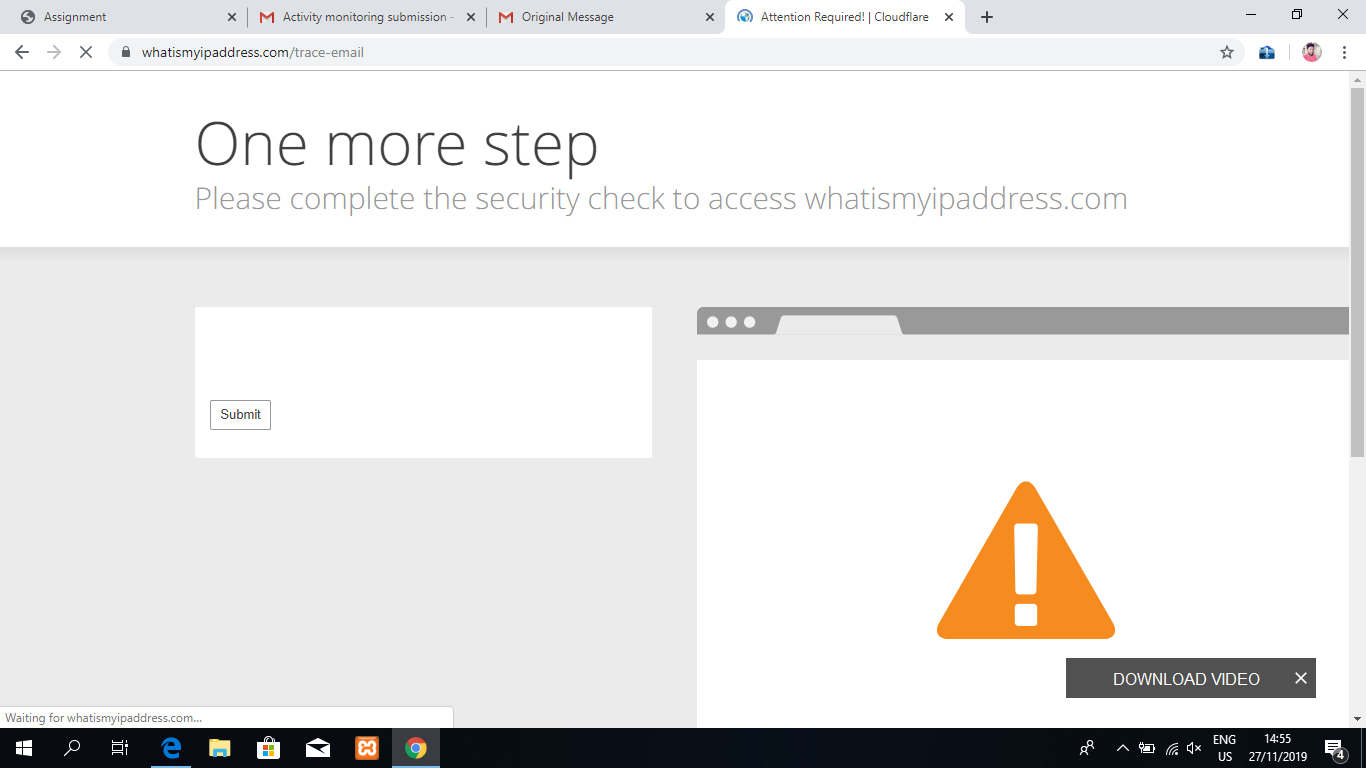 Assignment
Activity monitoring submission -
Original Message
Attention Required! | Cloudflare
whatismyipaddress.com/trace-email
One more step
Please complete the security check to access whatismyipaddress.com
Submit
DOWNLOAD VIDEO
Waiting for whatismyipaddress.com...
ENG
US
14:55
27/11/2019
4